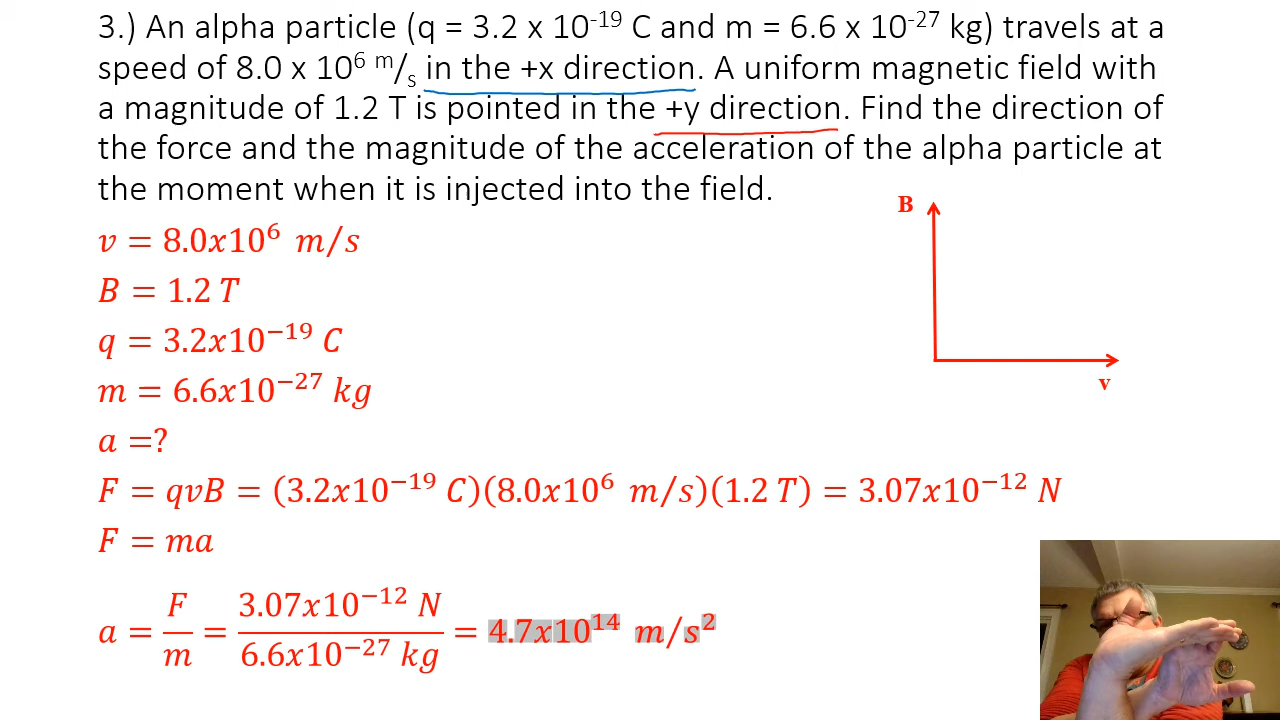 3.) An alpha particle (q = 3.2 x 10⁻¹⁹ C and m = 6.6 x 10⁻²⁷ kg) travels at a
speed of 8.0 x 10⁶ ᵐ/ₛ in the +x direction. A uniform magnetic field with
a magnitude of 1.2 T is pointed in the +y direction. Find the direction of
the force and the magnitude of the acceleration of the alpha particle at
the moment when it is injected into the field.
B
v = 8.0x10⁶ m/s
B = 1.2 T
q = 3.2x10⁻¹⁹ C
v
m = 6.6x10⁻²⁷ kg
a =?
F = qvB = (3.2x10⁻¹⁹ C)(8.0x10⁶ m/s)(1.2 T) = 3.07x10⁻¹² N
F = ma
a = F/m = 3.07x10⁻¹² N / 6.6x10⁻²⁷ kg = 4.7x10¹⁴ m/s²